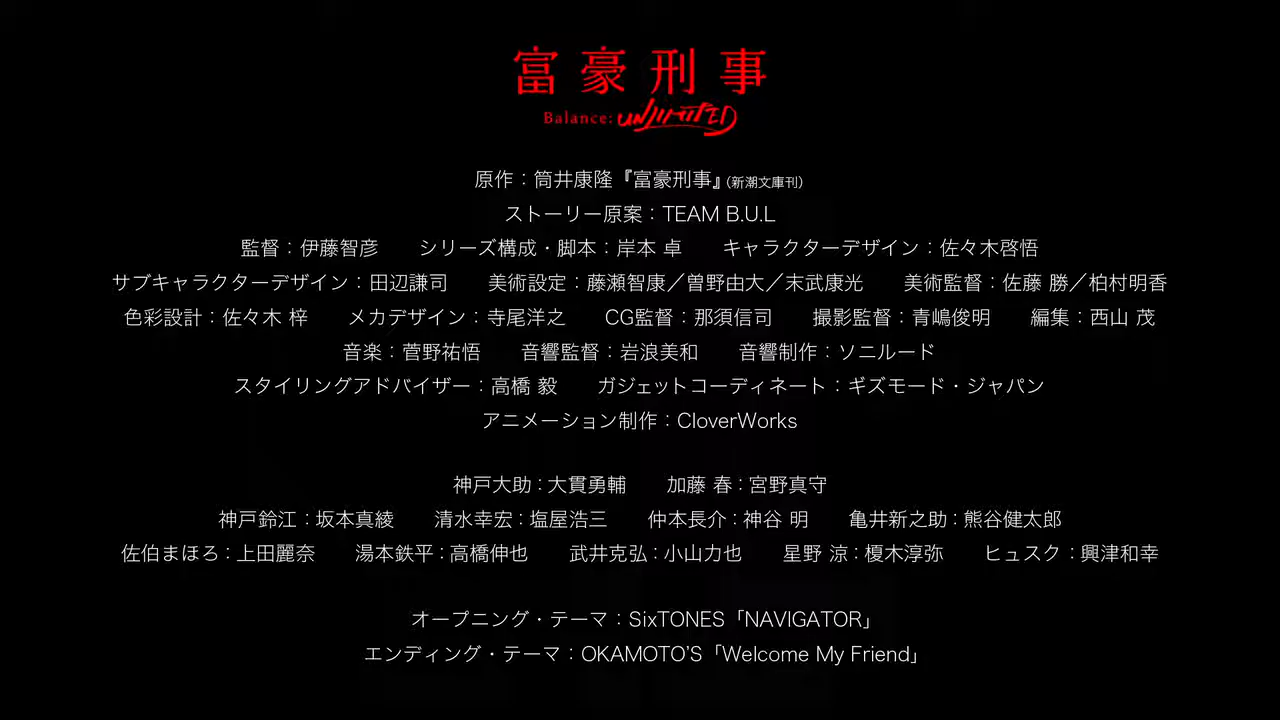 富豪刑事
Balance: UNLIMITED
原作：筒井康隆『富豪刑事』（新潮文庫刊）
ストーリー原案：TEAM B.U.L
監督：伊藤智彦　シリーズ構成・脚本：岸本 卓　キャラクターデザイン：佐々木啓悟
サブキャラクターデザイン：田辺謙司　美術設定：藤瀬智康／曽野由大／末武康光　美術監督：佐藤 勝／柏村明香
色彩設計：佐々木 梓　メカデザイン：寺尾洋之　CG監督：那須信司　撮影監督：青嶋俊明　編集：西山 茂
音楽：菅野祐悟　音響監督：岩浪美和　音響制作：ソニルード
スタイリングアドバイザー：高橋 毅　ガジェットコーディネート：ギズモード・ジャパン
アニメーション制作：CloverWorks
神戸大助：大貫勇輔　加藤 春：宮野真守
神戸鈴江：坂本真綾　清水幸宏：塩屋浩三　仲本長介：神谷 明　亀井新之助：熊谷健太郎
佐伯まほろ：上田麗奈　湯本鉄平：高橋伸也　武井克弘：小山力也　星野 涼：榎木淳弥　ヒュスク：興津和幸
オープニング・テーマ：SixTONES「NAVIGATOR」
エンディング・テーマ：OKAMOTO'S「Welcome My Friend」